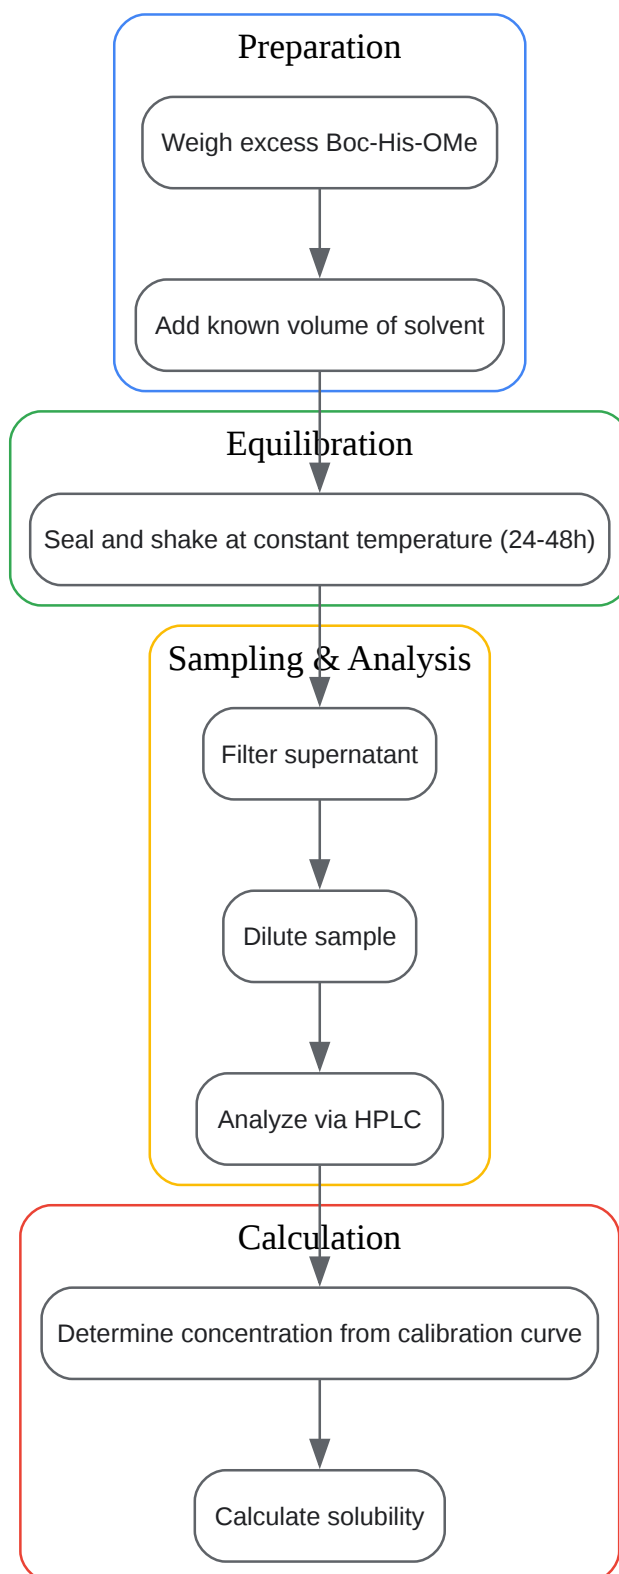 Preparation
Weigh excess Boc-His-OMe
Add known volume of solvent
Equilibration
Seal and shake at constant temperature (24-48h)
Sampling & Analysis
Filter supernatant
Dilute sample
Analyze via HPLC
Calculation
Determine concentration from calibration curve
Calculate solubility